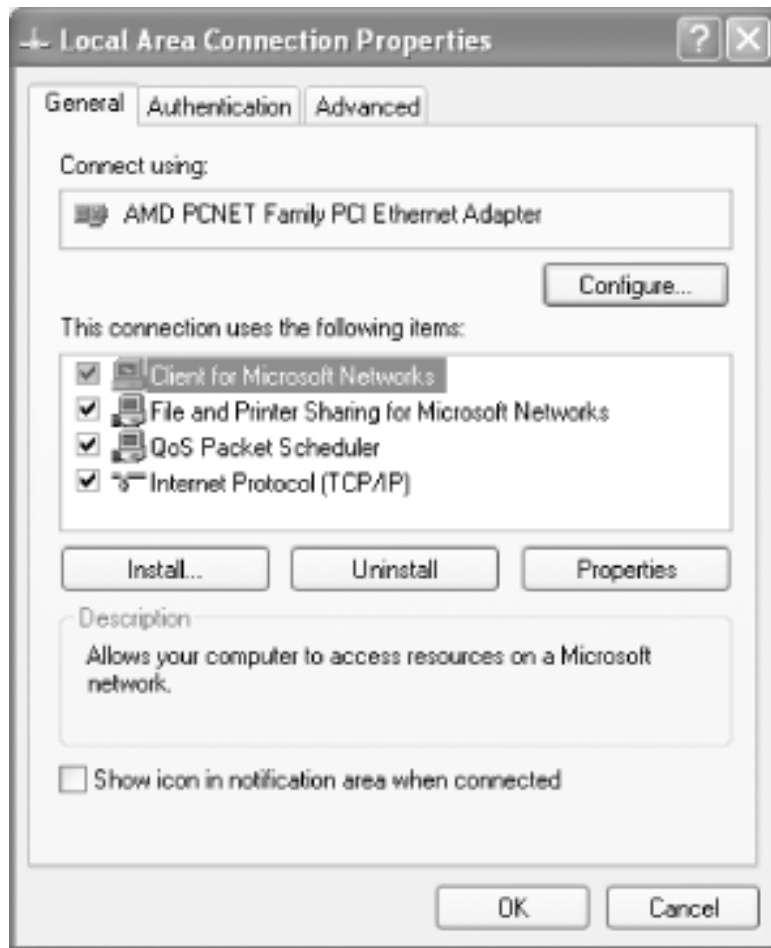 Local Area Connection Properties
General
Authentication
Advanced
Connect using:
AMD PCNET Family PCI Ethernet Adapter
Configure...
This connection uses the following items:
Client for Microsoft Networks
File and Printer Sharing for Microsoft Networks
QoS Packet Scheduler
Internet Protocol (TCP/IP)
Install...
Uninstall
Properties
Description
Allows your computer to access resources on a Microsoft
network.
Show icon in notification area when connected
OK
Cancel